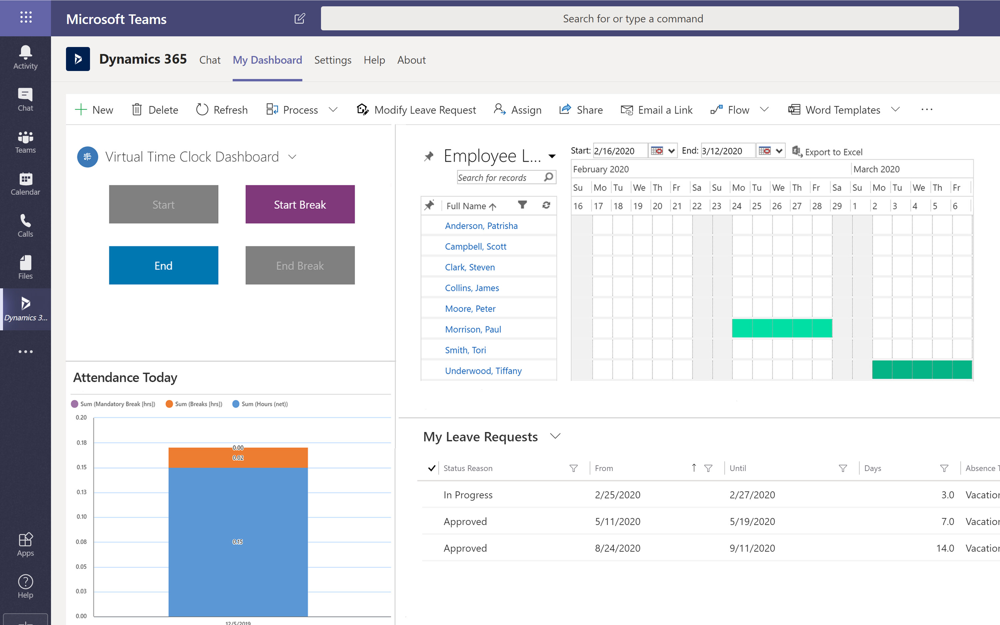 Microsoft Teams
Search for or type a command
Activity
Chat
Teams
Calendar
Calls
Files
Dynamics 3...
Apps
Help
Dynamics 365 Chat My Dashboard Settings Help About
New Delete Refresh Process Modify Leave Request Assign Share Email a Link Flow Word Templates ...
Virtual Time Clock Dashboard
Start Start Break
End End Break
Employee L...
Search for records
Start: 2/16/2020 End: 3/12/2020 Export to Excel
February 2020 March 2020
Su Mo Tu We Th Fr Sa Su Mo Tu We Th Fr Sa Su Mo Tu We Th Fr
16 17 18 19 20 21 22 23 24 25 26 27 28 29 1 2 3 4 5 6
Full Name
Anderson, Patrisha
Campbell, Scott
Clark, Steven
Collins, James
Moore, Peter
Morrison, Paul
Smith, Tori
Underwood, Tiffany
Attendance Today
Sum (Mandatory Break [hrs]) Sum (Breaks [hrs]) Sum (Hours (net))
0.20
0.18
0.15
0.13
0.10
0.08
0.05
0.03
0.00
0.00
0.02
0.15
12/5/2019
My Leave Requests
Status Reason From Until Days Absence T
In Progress 2/25/2020 2/27/2020 3.0 Vacation
Approved 5/11/2020 5/19/2020 7.0 Vacation
Approved 8/24/2020 9/11/2020 14.0 Vacation